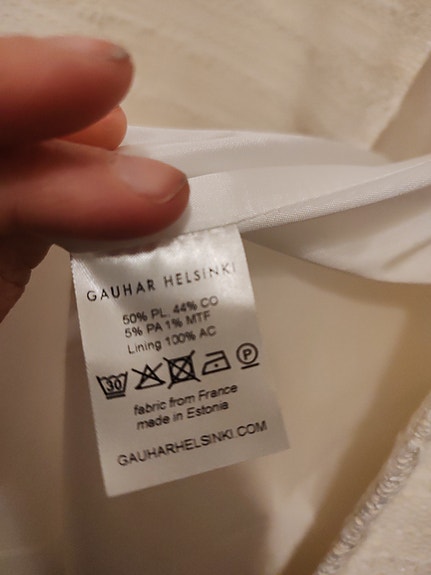 GAUHAR HELSINKI
50% PL, 44% CO
5% PA 1% MTF
Lining 100% AC
30 P
fabric from France
made in Estonia
GAUHARHELSINKI.COM